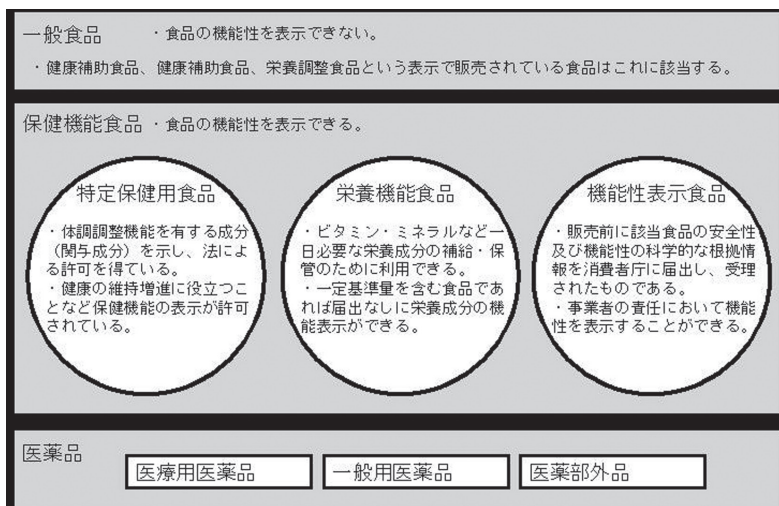 一般食品　・食品の機能性を表示できない。
・健康補助食品、健康補助食品、栄養調整食品という表示で販売されている食品はこれに該当する。
保健機能食品・食品の機能性を表示できる。
特定保健用食品
・体調調整機能を有する成分
（関与成分）を示し、法によ
る許可を得ている。
・健康の維持増進に役立つこ
となど保健機能の表示が許可
されている。
栄養機能食品
・ビタミン・ミネラルなど一
日必要な栄養成分の補給・保
管のために利用できる。
・一定基準量を含む食品であ
れば届出なしに栄養成分の機
能表示ができる。
機能性表示食品
・販売前に該当食品の安全性
及び機能性の科学的な根拠情
報を消費者庁に届出し、受理
されたものである。
・事業者の責任において機能
性を表示することができる。
医薬品
医療用医薬品
一般用医薬品
医薬部外品